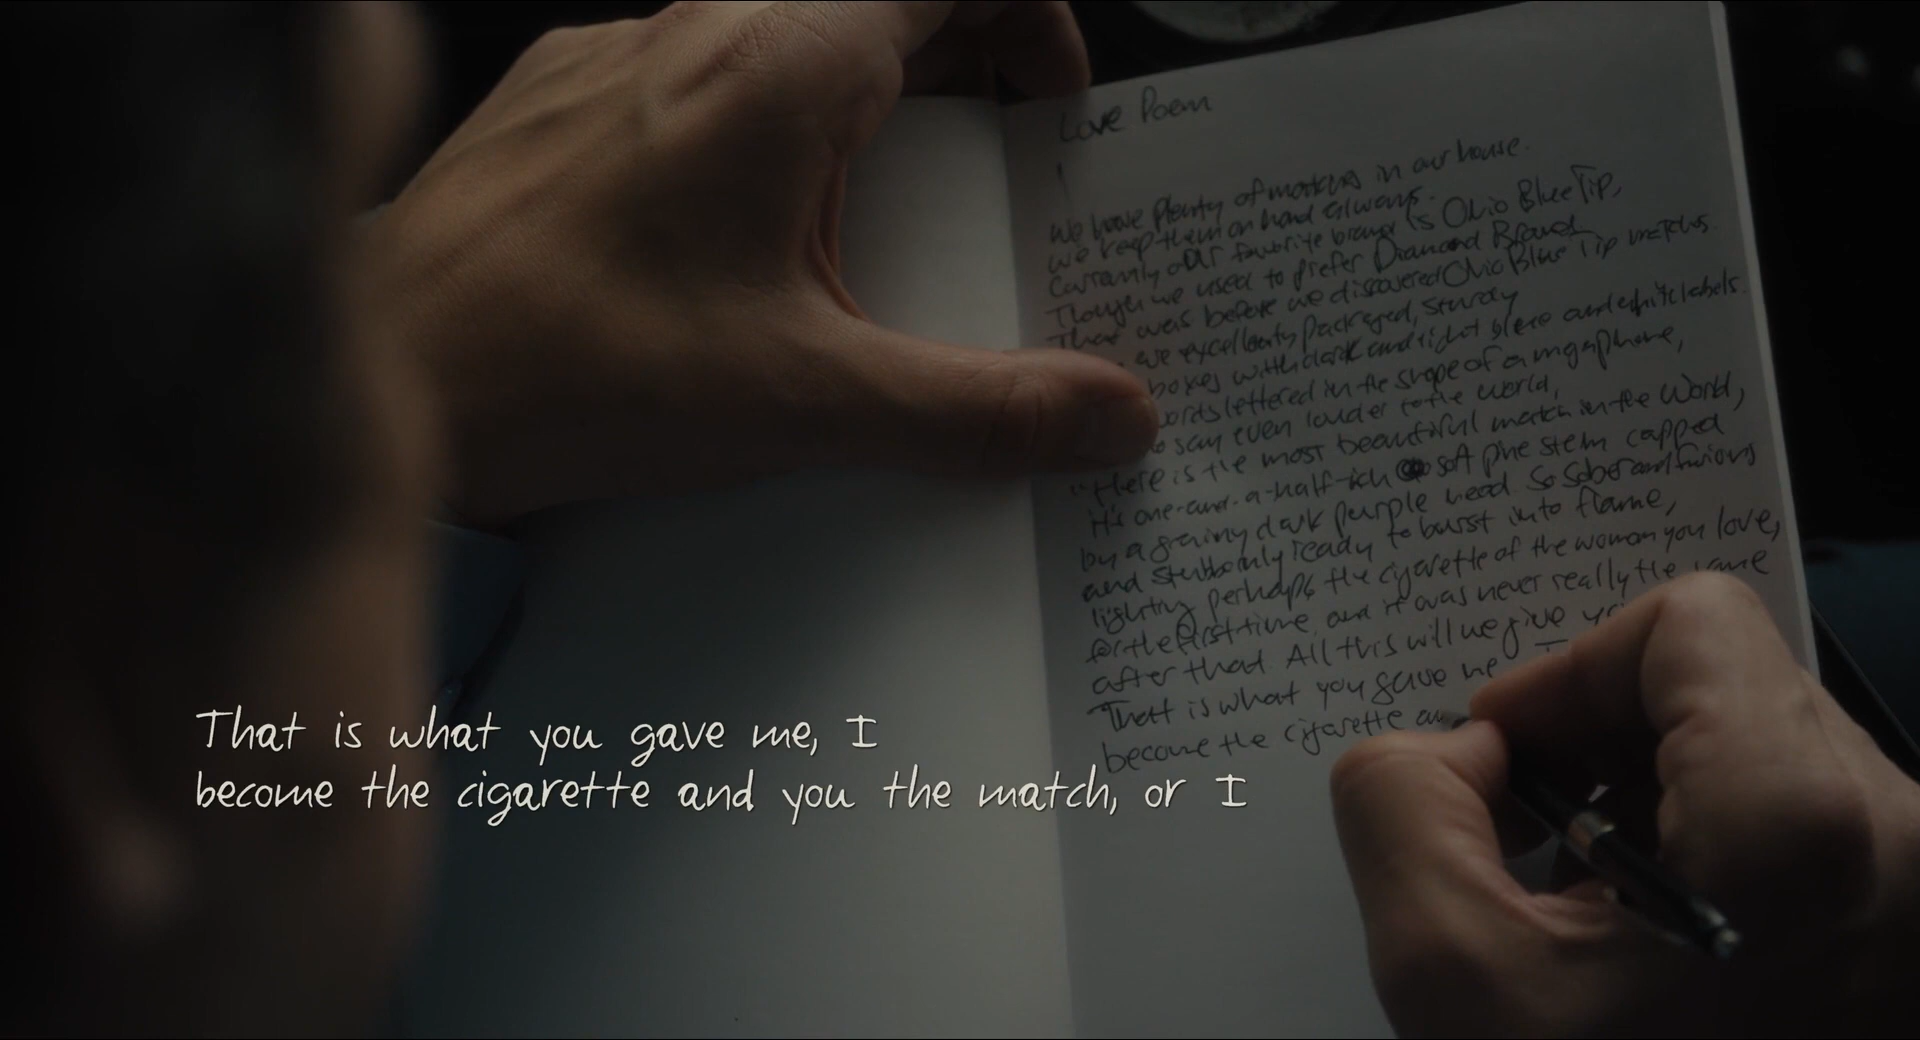 Love Poem
We have plenty of matches in our house.
We keep them on hand always.
Currently our favorite brand is Ohio Blue Tip,
Though we used to prefer Diamond Brand
That was before we discovered Ohio Blue Tip matches.
we excellently packaged, sturdy
boxes with dark and light blue and white labels.
words lettered in the shape of a megaphone,
to say even louder to the world,
"Here is the most beautiful match in the World,
it's one-and-a-half-inch soft pine stem capped
by a grainy dark purple head so sober and furious
and stubbornly ready to burst into flame,
lighting perhaps the cigarette of the woman you love,
for the first time and it was never really the same
after that. All this will we give
That is what you gave me I
become the cigarette
That is what you gave me, I
become the cigarette and you the match, or I